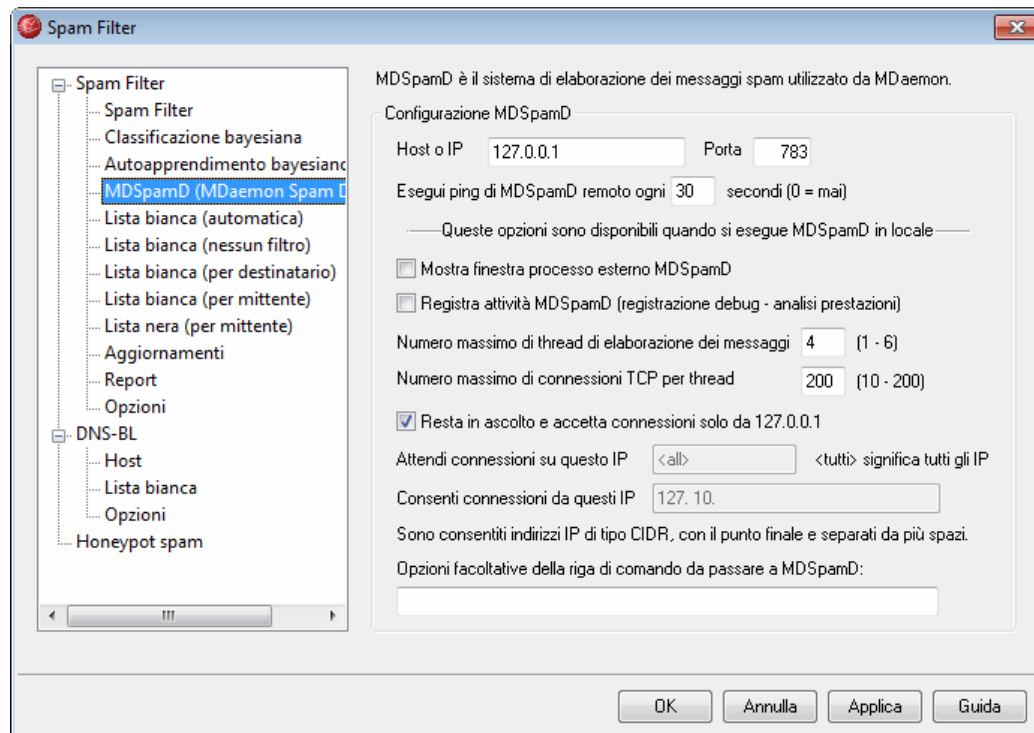 Spam Filter
Spam Filter
Spam Filter
Classificazione bayesiana
Autoapprendimento bayesiano
MDSpamD (MDaemon Spam D
Lista bianca (automatica)
Lista bianca (nessun filtro)
Lista bianca (per destinatario)
Lista bianca (per mittente)
Lista nera (per mittente)
Aggiornamenti
Report
Opzioni
DNS-BL
Host
Lista bianca
Opzioni
Honeypot spam
MDSpamD è il sistema di elaborazione dei messaggi spam utilizzato da MDaemon.
Configurazione MDSpamD
Host o IP 127.0.0.1 Porta 783
Esegui ping di MDSpamD remoto ogni 30 secondi (0 = mai)
Queste opzioni sono disponibili quando si esegue MDSpamD in locale
Mostra finestra processo esterno MDSpamD
Registra attività MDSpamD (registrazione debug - analisi prestazioni)
Numero massimo di thread di elaborazione dei messaggi 4 (1 - 6)
Numero massimo di connessioni TCP per thread 200 (10 - 200)
Resta in ascolto e accetta connessioni solo da 127.0.0.1
Attendi connessioni su questo IP <all> <tutti> significa tutti gli IP
Consenti connessioni da questi IP 127. 10.
Sono consentiti indirizzi IP di tipo CIDR, con il punto finale e separati da più spazi.
Opzioni facoltative della riga di comando da passare a MDSpamD:
OK Annulla Applica Guida